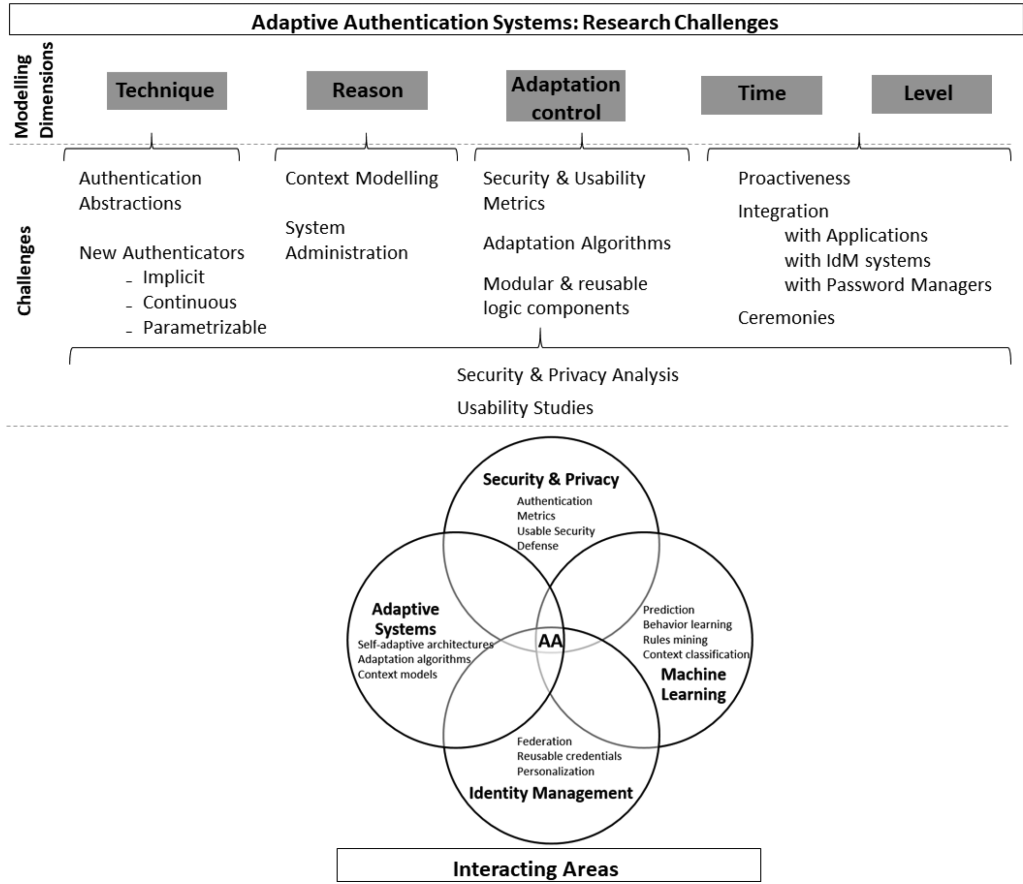 Adaptive Authentication Systems: Research Challenges
Modelling
Dimensions
Technique
Reason
Adaptation
control
Time
Level
Challenges
Authentication
Abstractions
New Authenticators
- Implicit
- Continuous
- Parametrizable
Context Modelling
System
Administration
Security & Usability
Metrics
Adaptation Algorithms
Modular & reusable
logic components
Proactiveness
Integration
with Applications
with IdM systems
with Password Managers
Ceremonies
Security & Privacy Analysis
Usability Studies
Security & Privacy
Authentication
Metrics
Usable Security
Defense
Adaptive
Systems
Self-adaptive architectures
Adaptation algorithms
Context models
AA
Prediction
Behavior learning
Rules mining
Context classification
Machine
Learning
Federation
Reusable credentials
Personalization
Identity Management
Interacting Areas